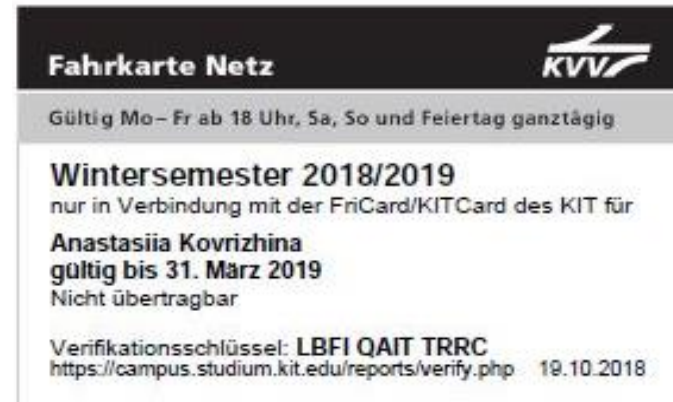 Fahrkarte Netz
KVV
Gültig Mo– Fr ab 18 Uhr, Sa, So und Feiertag ganztägig
Wintersemester 2018/2019
nur in Verbindung mit der FriCard/KITCard des KIT für
Anastasiia Kovrizhina
gültig bis 31. März 2019
Nicht übertragbar
Verifikationsschlüssel: LBFI QAIT TRRC
https://campus.studium.kit.edu/reports/verify.php 19.10.2018